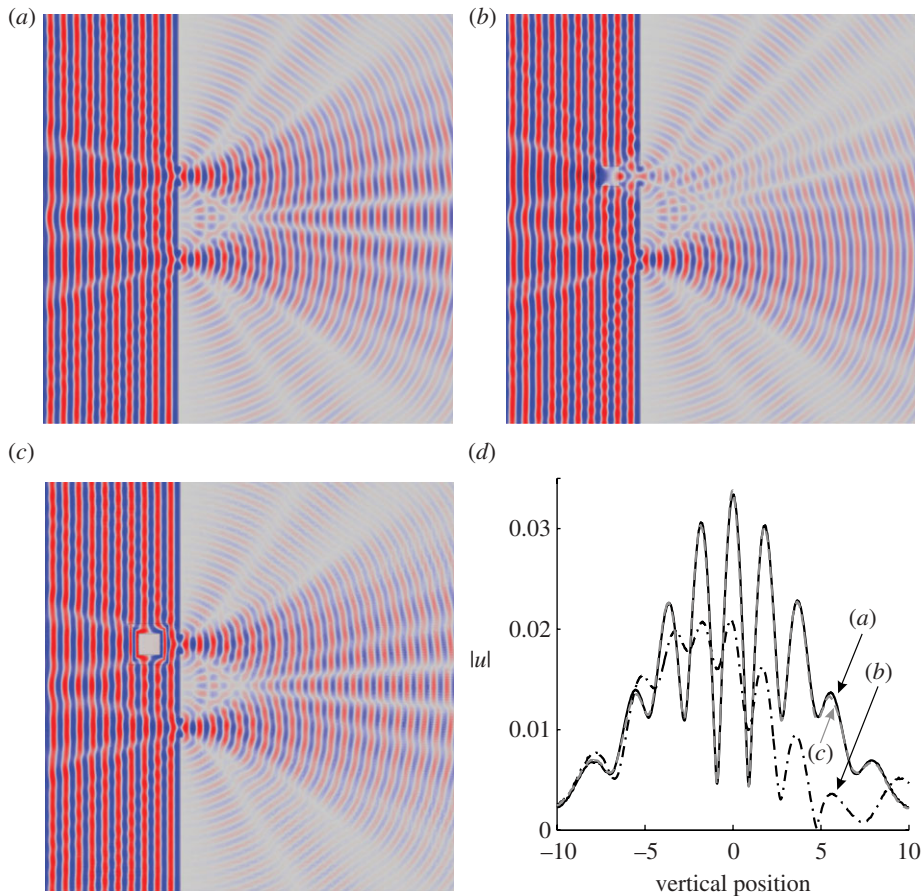 (a)
(b)
(c)
(d)
0.03
0.02
|u|
0.01
0
(a)
(b)
(c)
–10
–5
0
5
10
vertical position